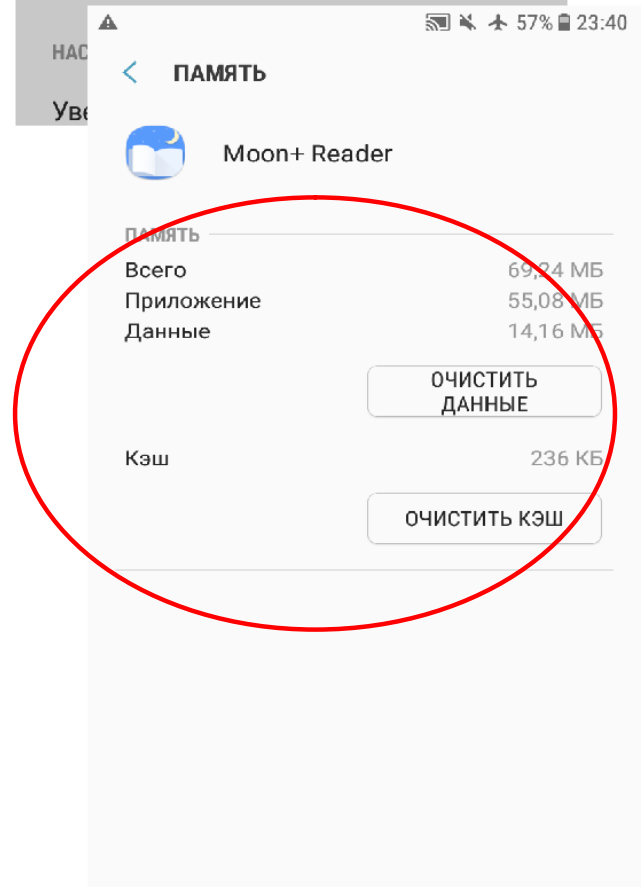 57% 23:40
НАС
ПАМЯТЬ
Уве
Moon+ Reader
ПАМЯТЬ
Всего 69,24 МБ
Приложение 55,08 МБ
Данные 14,16 МБ
ОЧИСТИТЬ
ДАННЫЕ
Кэш 236 КБ
ОЧИСТИТЬ КЭШ